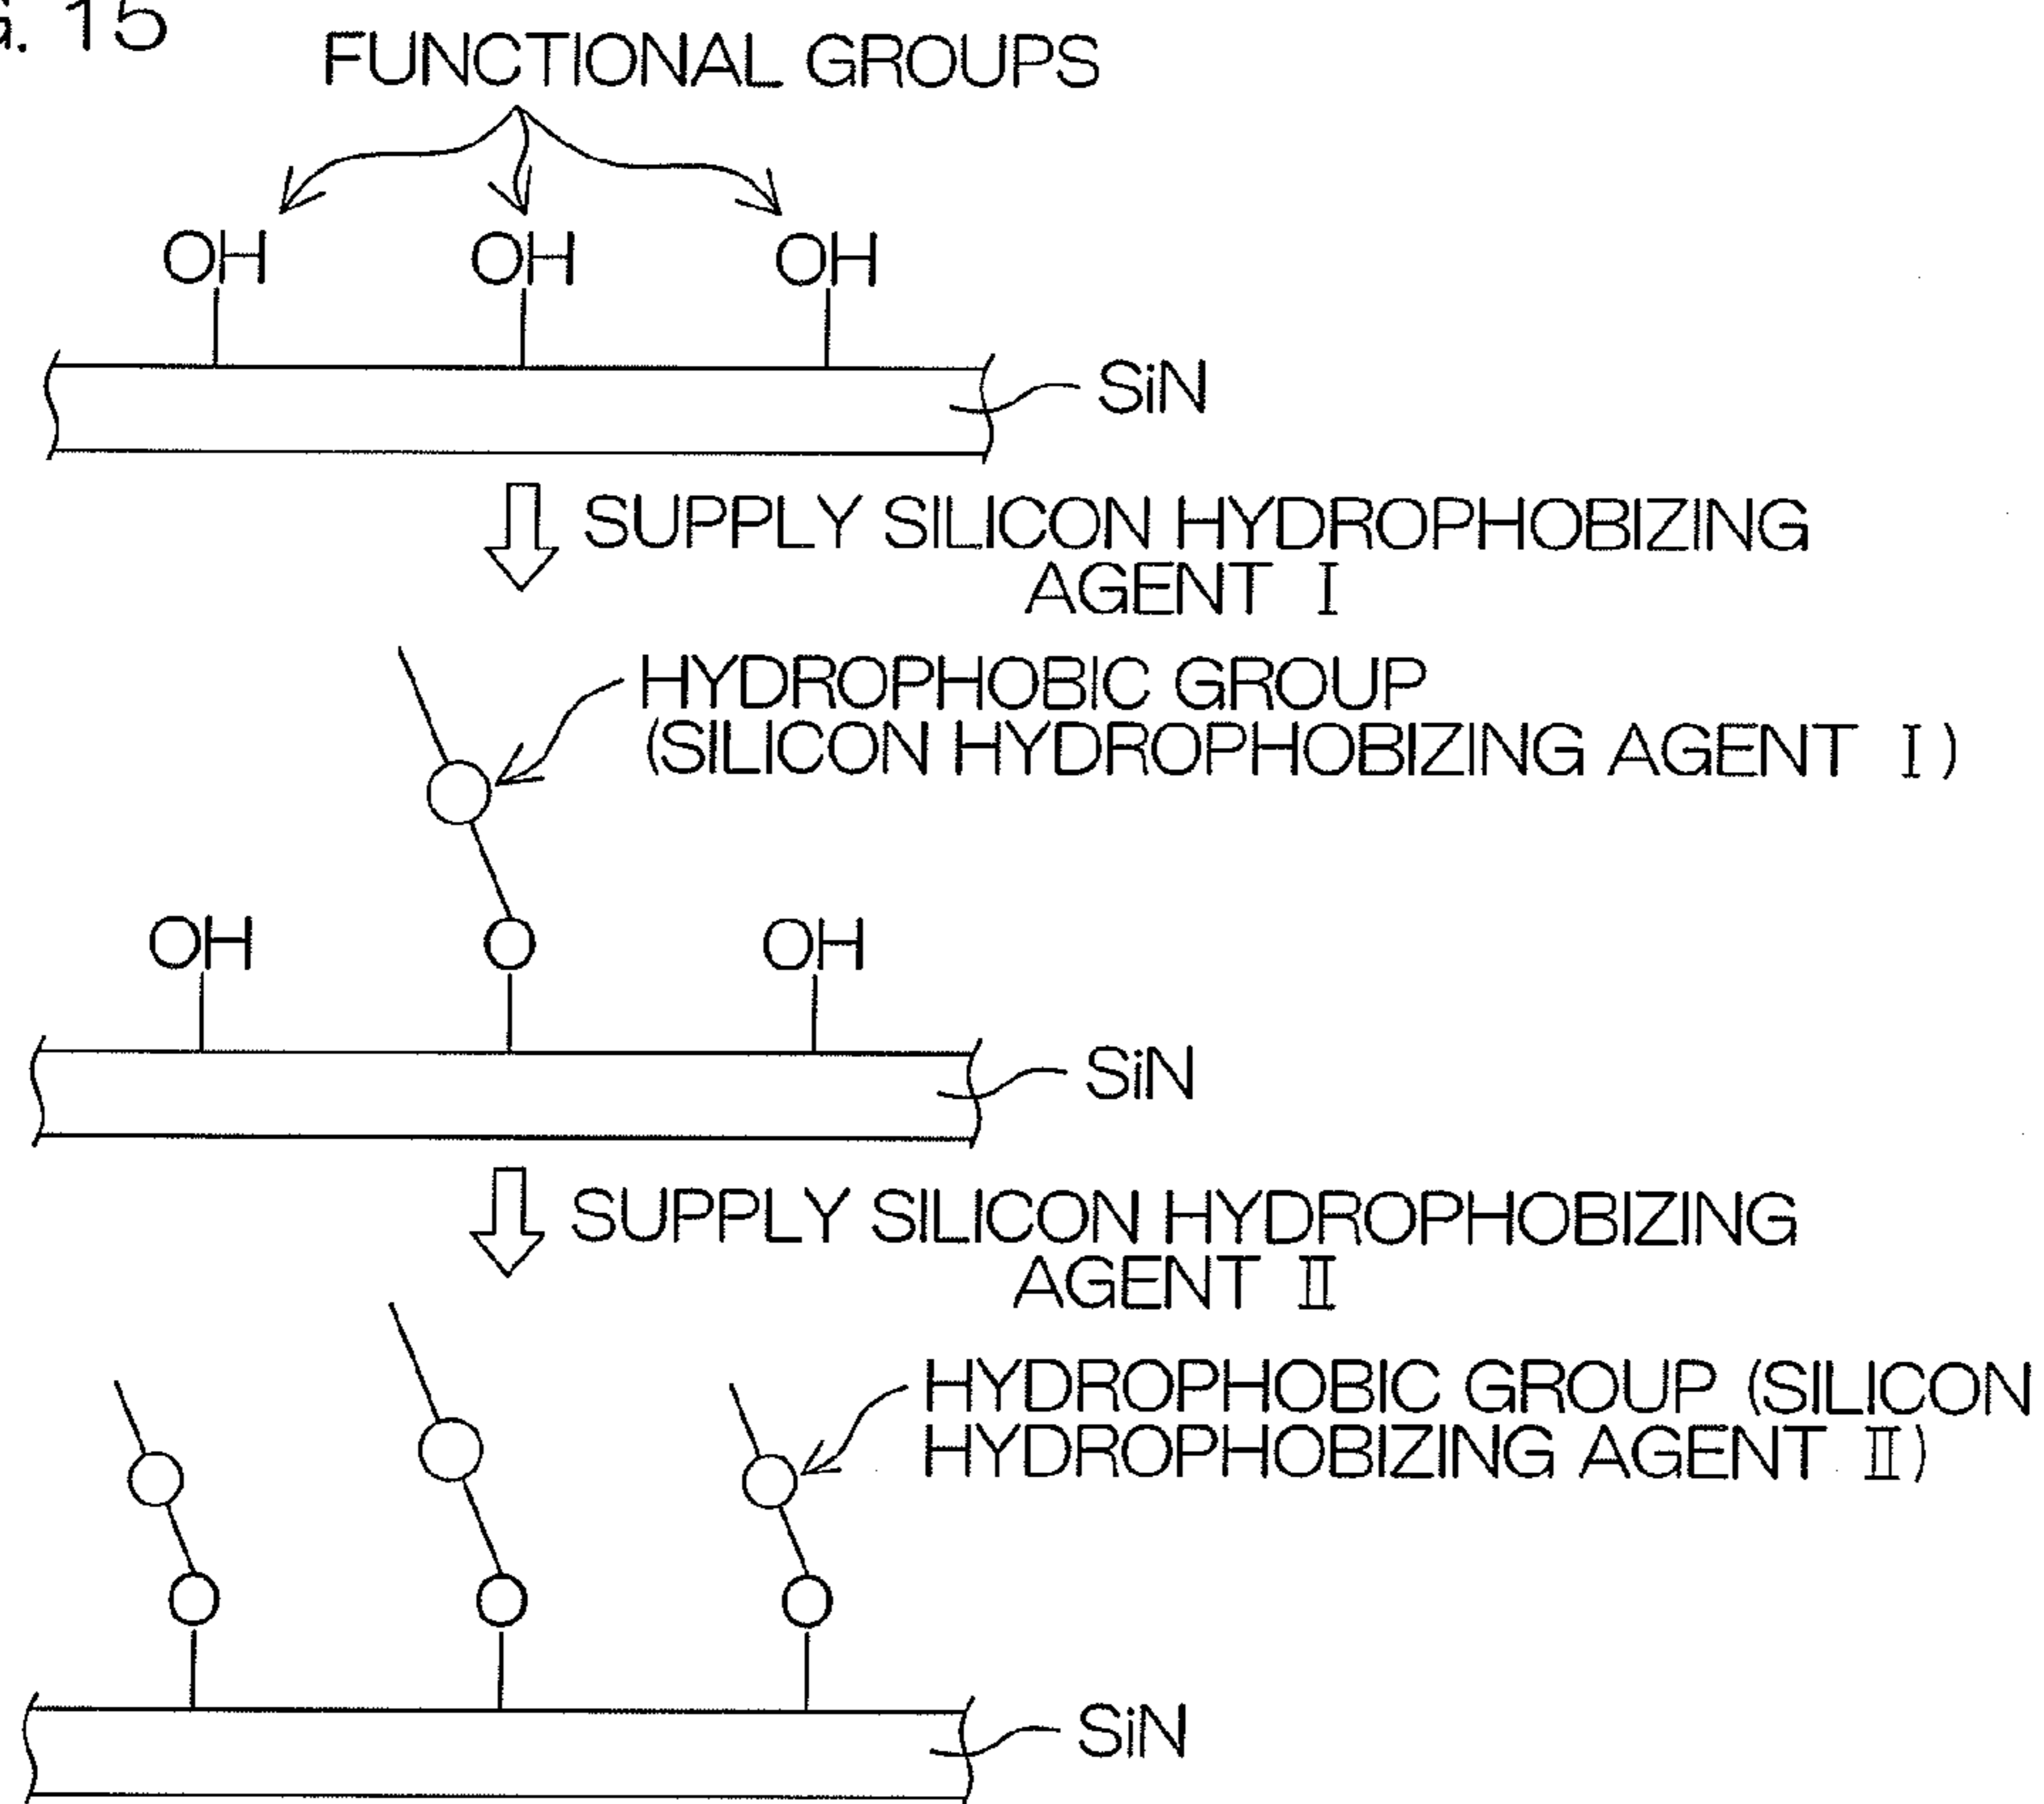 15
FUNCTIONAL GROUPS
OH OH OH
SiN
SUPPLY SILICON HYDROPHOBIZING
AGENT I
HYDROPHOBIC GROUP
(SILICON HYDROPHOBIZING AGENT I)
OH O OH
SiN
SUPPLY SILICON HYDROPHOBIZING
AGENT II
HYDROPHOBIC GROUP (SILICON
HYDROPHOBIZING AGENT II)
O O O
SiN